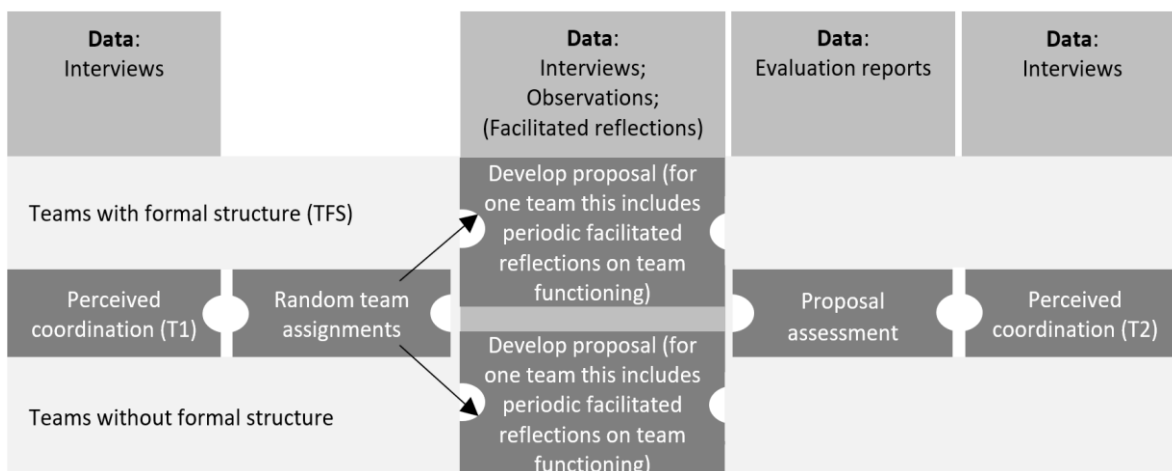 Data:
Interviews
Data:
Interviews;
Observations;
(Facilitated reflections)
Data:
Evaluation reports
Data:
Interviews
Teams with formal structure (TFS)
Develop proposal (for
one team this includes
periodic facilitated
reflections on team
functioning)
Perceived
coordination (T1)
Random team
assignments
Proposal
assessment
Perceived
coordination (T2)
Teams without formal structure
Develop proposal (for
one team this includes
periodic facilitated
reflections on team
functioning)